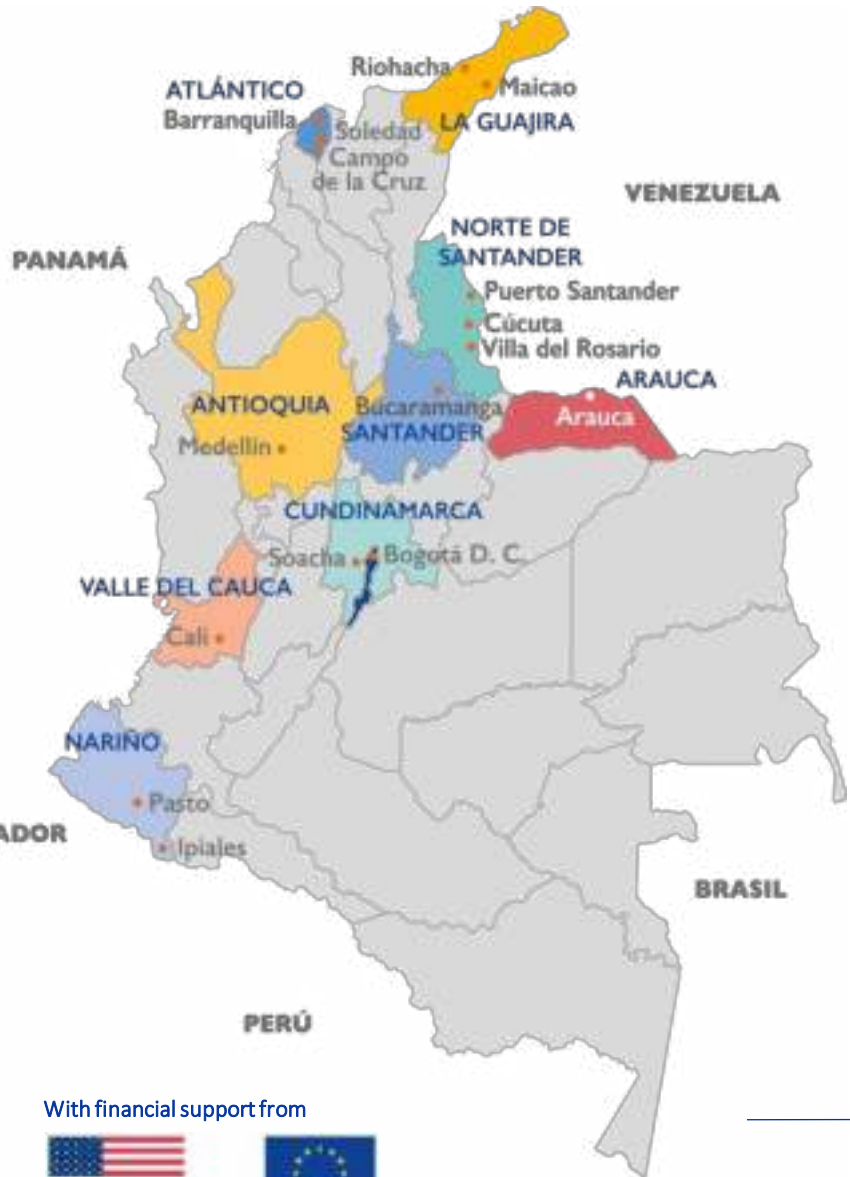 Riohacha
Maicao
ATLÁNTICO
Barranquilla
LA GUAJIRA
Soledad
Campo
de la Cruz
VENEZUELA
NORTE DE
SANTANDER
PANAMÁ
Puerto Santander
Cúcuta
Villa del Rosario
ARAUCA
ANTIOQUIA
Bucaramanga
Arauca
SANTANDER
Medellín
CUNDINAMARCA
Soacha
Bogotá D. C.
VALLE DEL CAUCA
Cali
NARIÑO
Pasto
ADOR
Ipiales
BRASIL
PERÚ
With financial support from